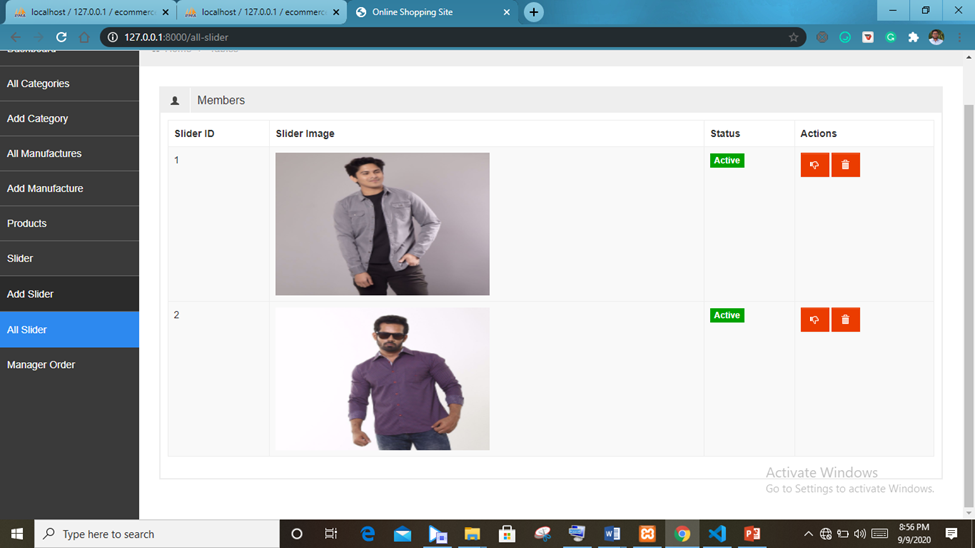 localhost / 127.0.0.1 / ecommerc
localhost / 127.0.0.1 / ecommerc
Online Shopping Site
127.0.0.1:8000/all-slider
Dashboard
All Categories
Add Category
All Manufactures
Add Manufacture
Products
Slider
Add Slider
All Slider
Manager Order
Members
Slider ID Slider Image Status Actions
1 Active
2 Active
Activate Windows
Go to Settings to activate Windows.
Type here to search
8:56 PM
9/9/2020